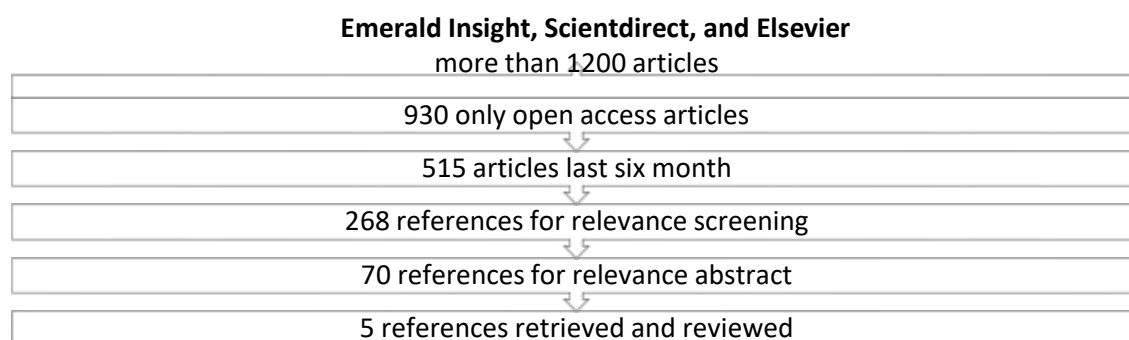 Emerald Insight, Scientdirect, and Elsevier
more than 1200 articles
930 only open access articles
515 articles last six month
268 references for relevance screening
70 references for relevance abstract
5 references retrieved and reviewed